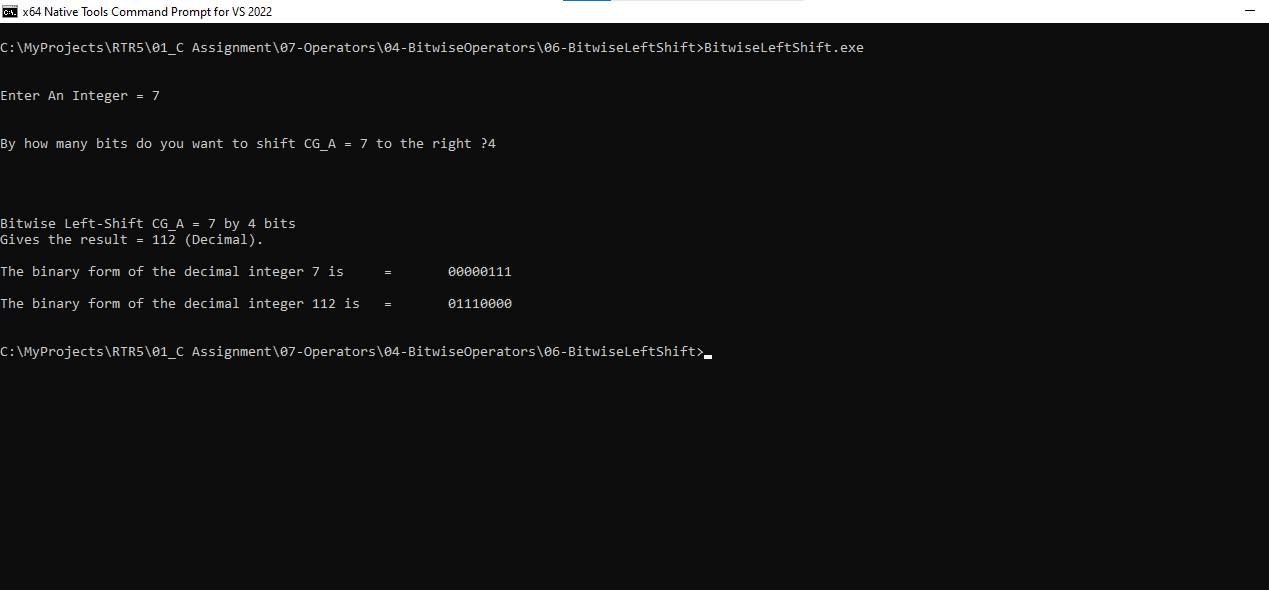 x64 Native Tools Command Prompt for VS 2022
C:\MyProjects\RTR5\01_C Assignment\07-Operators\04-BitwiseOperators\06-BitwiseLeftShift>BitwiseLeftShift.exe
Enter An Integer = 7
By how many bits do you want to shift CG_A = 7 to the right ?4
Bitwise Left-Shift CG_A = 7 by 4 bits
Gives the result = 112 (Decimal).
The binary form of the decimal integer 7 is     =       00000111
The binary form of the decimal integer 112 is   =       01110000
C:\MyProjects\RTR5\01_C Assignment\07-Operators\04-BitwiseOperators\06-BitwiseLeftShift>